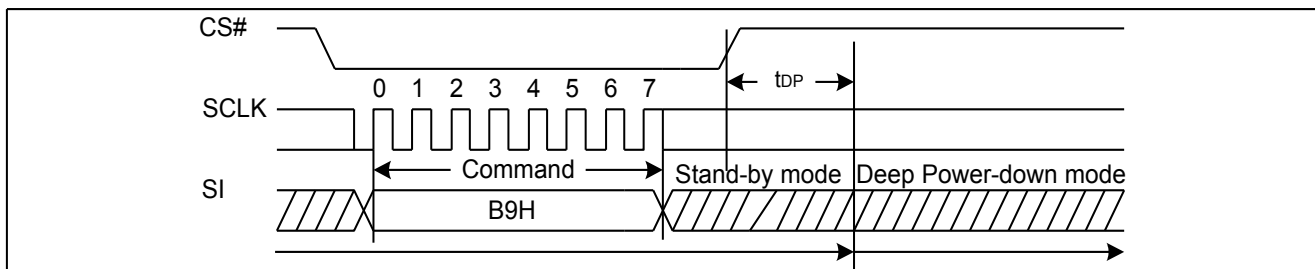 CS#
tDP
0 1 2 3 4 5 6 7
SCLK
Command
Stand-by mode Deep Power-down mode
SI
B9H